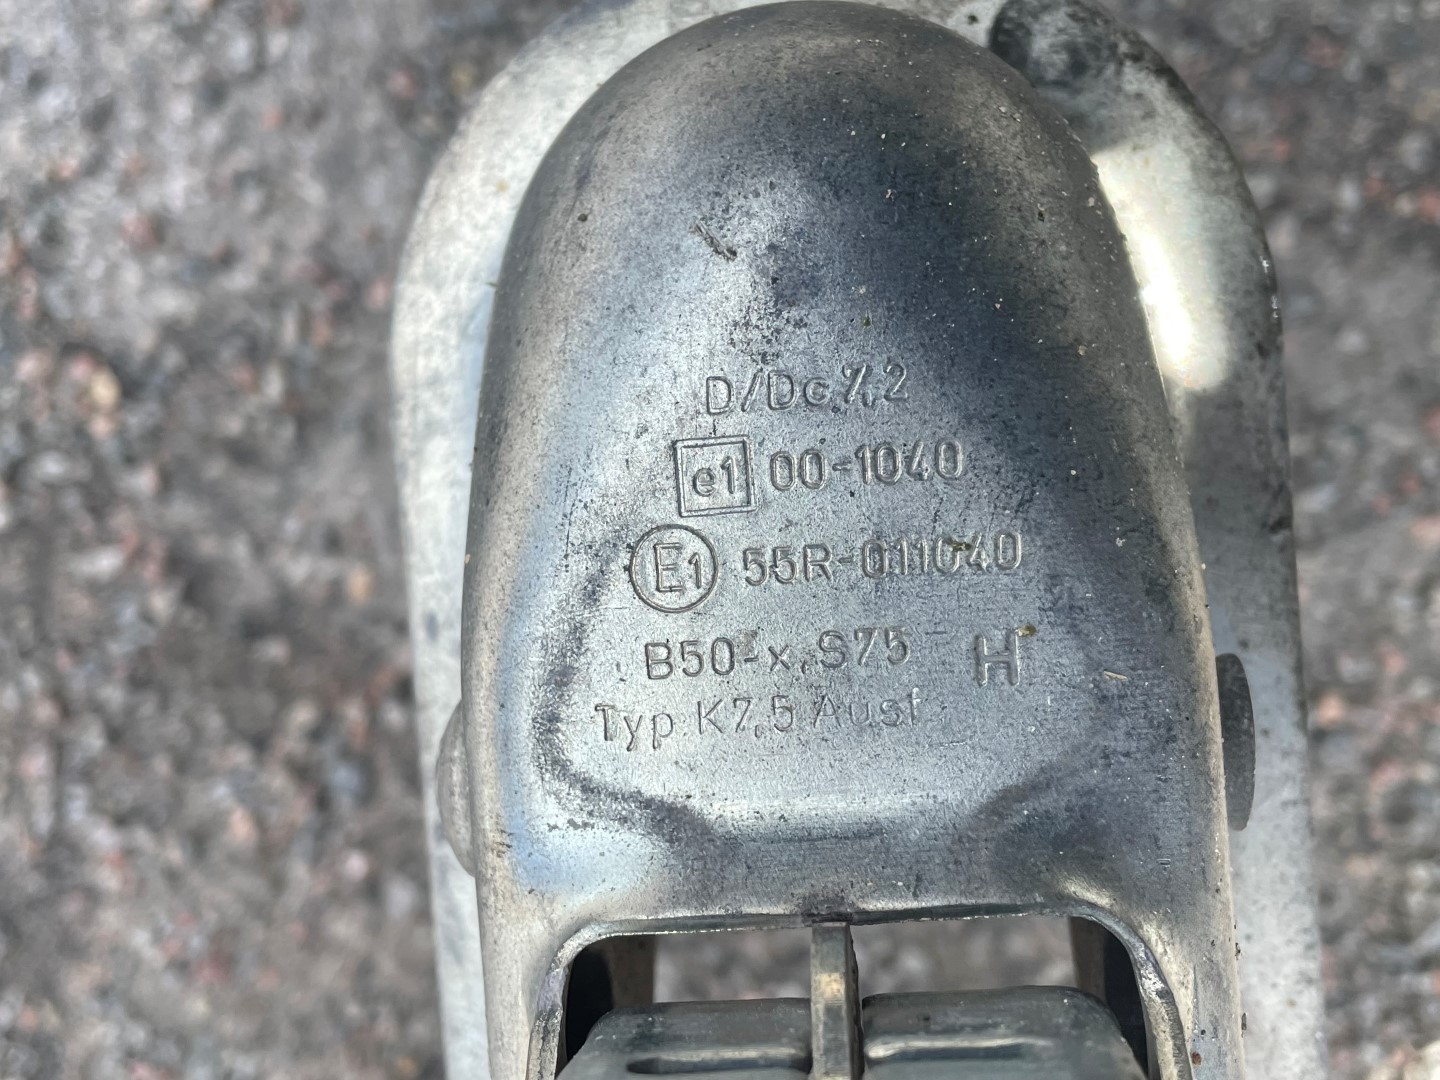 D/Dc 7,2
e1 00-1040
E1 55R-011040
B50-x, S75 H
Typ K7,5 Ausf